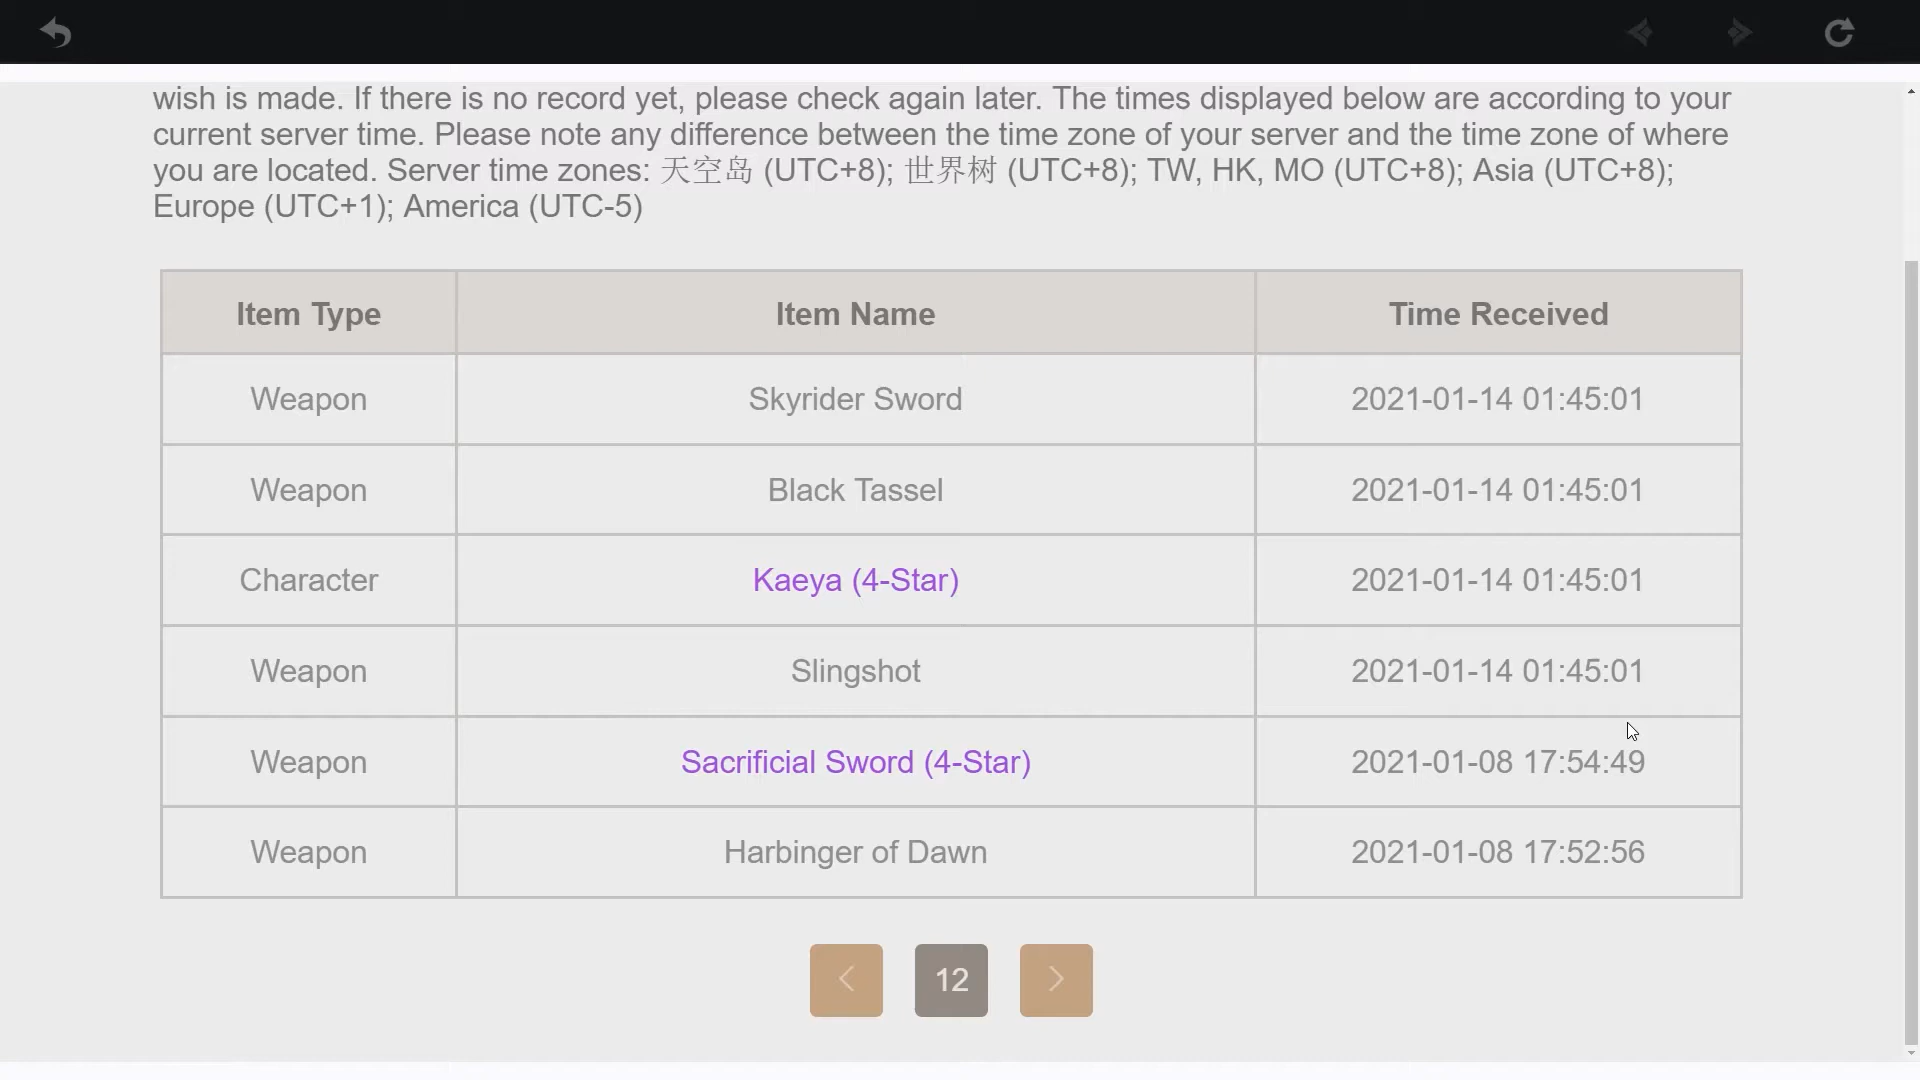 wish is made. If there is no record yet, please check again later. The times displayed below are according to your
current server time. Please note any difference between the time zone of your server and the time zone of where
you are located. Server time zones: 天空岛 (UTC+8); 世界树 (UTC+8); TW, HK, MO (UTC+8); Asia (UTC+8);
Europe (UTC+1); America (UTC-5)
Item Type Item Name Time Received
Weapon Skyrider Sword 2021-01-14 01:45:01
Weapon Black Tassel 2021-01-14 01:45:01
Character Kaeya (4-Star) 2021-01-14 01:45:01
Weapon Slingshot 2021-01-14 01:45:01
Weapon Sacrificial Sword (4-Star) 2021-01-08 17:54:49
Weapon Harbinger of Dawn 2021-01-08 17:52:56
12